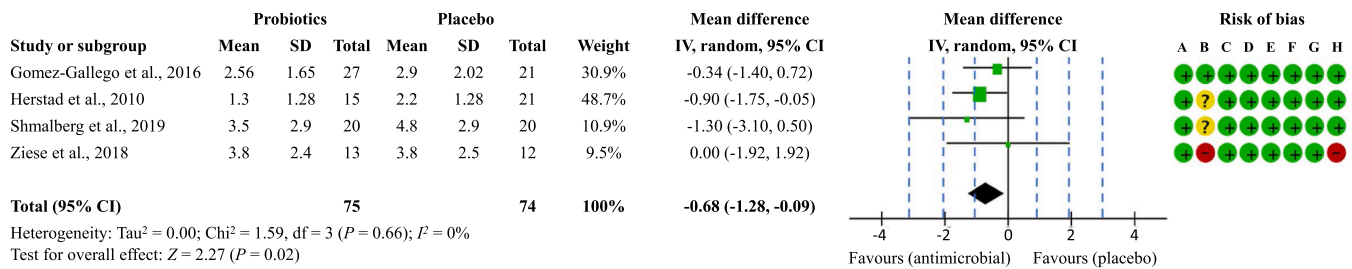 Probiotics Placebo Mean difference Mean difference Risk of bias
Study or subgroup Mean SD Total Mean SD Total Weight IV, random, 95% CI IV, random, 95% CI A B C D E F G H
Gomez-Gallego et al., 2016 2.56 1.65 27 2.9 2.02 21 30.9% -0.34 (-1.40, 0.72) + + + + + + + +
Herstad et al., 2010 1.3 1.28 15 2.2 1.28 21 48.7% -0.90 (-1.75, -0.05) + ? + + + + + +
Shmalberg et al., 2019 3.5 2.9 20 4.8 2.9 20 10.9% -1.30 (-3.10, 0.50) + ? + + + + + +
Ziese et al., 2018 3.8 2.4 13 3.8 2.5 12 9.5% 0.00 (-1.92, 1.92) + - + + + + + -
Total (95% CI) 75 74 100% -0.68 (-1.28, -0.09)
Heterogeneity: Tau² = 0.00; Chi² = 1.59, df = 3 (P = 0.66); I² = 0%
Test for overall effect: Z = 2.27 (P = 0.02)
-4 -2 0 2 4
Favours (antimicrobial) Favours (placebo)